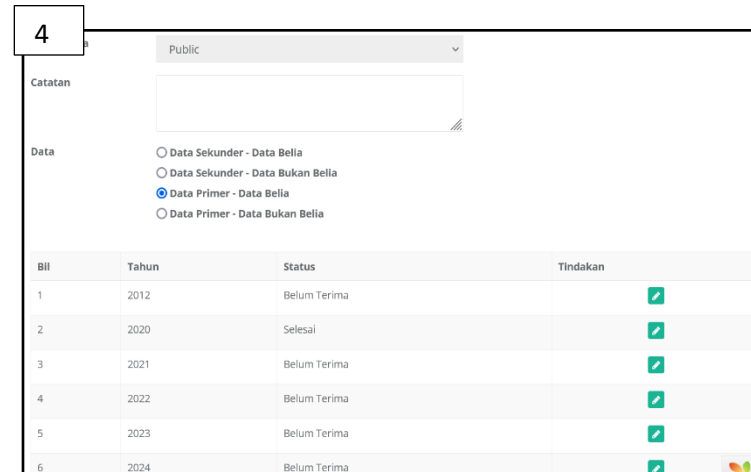 4
a
Public
Catatan
Data
Data Sekunder - Data Belia
Data Sekunder - Data Bukan Belia
Data Primer - Data Belia
Data Primer - Data Bukan Belia
Bil Tahun Status Tindakan
1 2012 Belum Terima
2 2020 Selesai
3 2021 Belum Terima
4 2022 Belum Terima
5 2023 Belum Terima
6 2024 Belum Terima